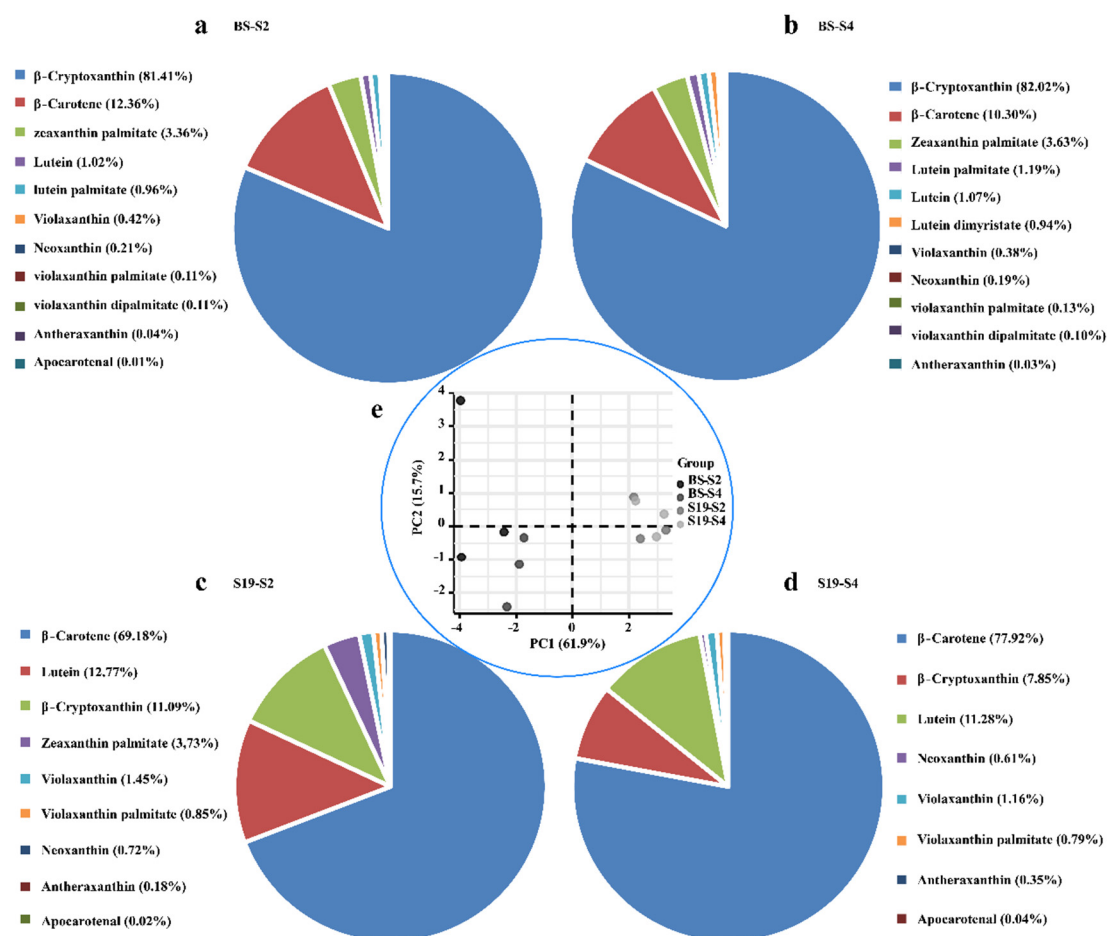 a BS-S2
β-Cryptoxanthin (81.41%)
β-Carotene (12.36%)
zeaxanthin palmitate (3.36%)
Lutein (1.02%)
lutein palmitate (0.96%)
Violaxanthin (0.42%)
Neoxanthin (0.21%)
violaxanthin palmitate (0.11%)
violaxanthin dipalmitate (0.11%)
Antheraxanthin (0.04%)
Apocarotenal (0.01%)
b BS-S4
β-Cryptoxanthin (82.02%)
β-Carotene (10.30%)
Zeaxanthin palmitate (3.63%)
Lutein palmitate (1.19%)
Lutein (1.07%)
Lutein dimyristate (0.94%)
Violaxanthin (0.38%)
Neoxanthin (0.19%)
violaxanthin palmitate (0.13%)
violaxanthin dipalmitate (0.10%)
Antheraxanthin (0.03%)
e
PC2 (15.7%)
4
3
2
1
0
-1
-2
-4 -2 0 2
PC1 (61.9%)
Group
BS-S2
BS-S4
S19-S2
S19-S4
c S19-S2
β-Carotene (69.18%)
Lutein (12.77%)
β-Cryptoxanthin (11.09%)
Zeaxanthin palmitate (3,73%)
Violaxanthin (1.45%)
Violaxanthin palmitate (0.85%)
Neoxanthin (0.72%)
Antheraxanthin (0.18%)
Apocarotenal (0.02%)
d S19-S4
β-Carotene (77.92%)
β-Cryptoxanthin (7.85%)
Lutein (11.28%)
Neoxanthin (0.61%)
Violaxanthin (1.16%)
Violaxanthin palmitate (0.79%)
Antheraxanthin (0.35%)
Apocarotenal (0.04%)